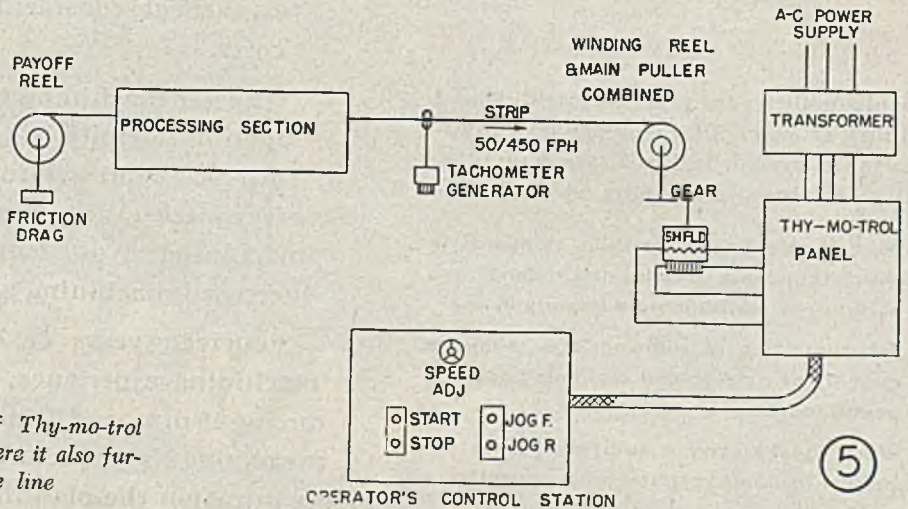 A-C POWER
SUPPLY
WINDING REEL
&MAIN PULLER
COMBINED
PAYOFF
REEL
PROCESSING SECTION
STRIP
50/450 FPH
TRANSFORMER
TACHOMETER
GENERATOR
GEAR
FRICTION
DRAG
SHFLD
THY-MO-TROL
PANEL
SPEED
ADJ
START
STOP
JOG F.
JOG R
OPERATOR'S CONTROL STATION
Thy-mo-trol
ere it also fur-
line
5